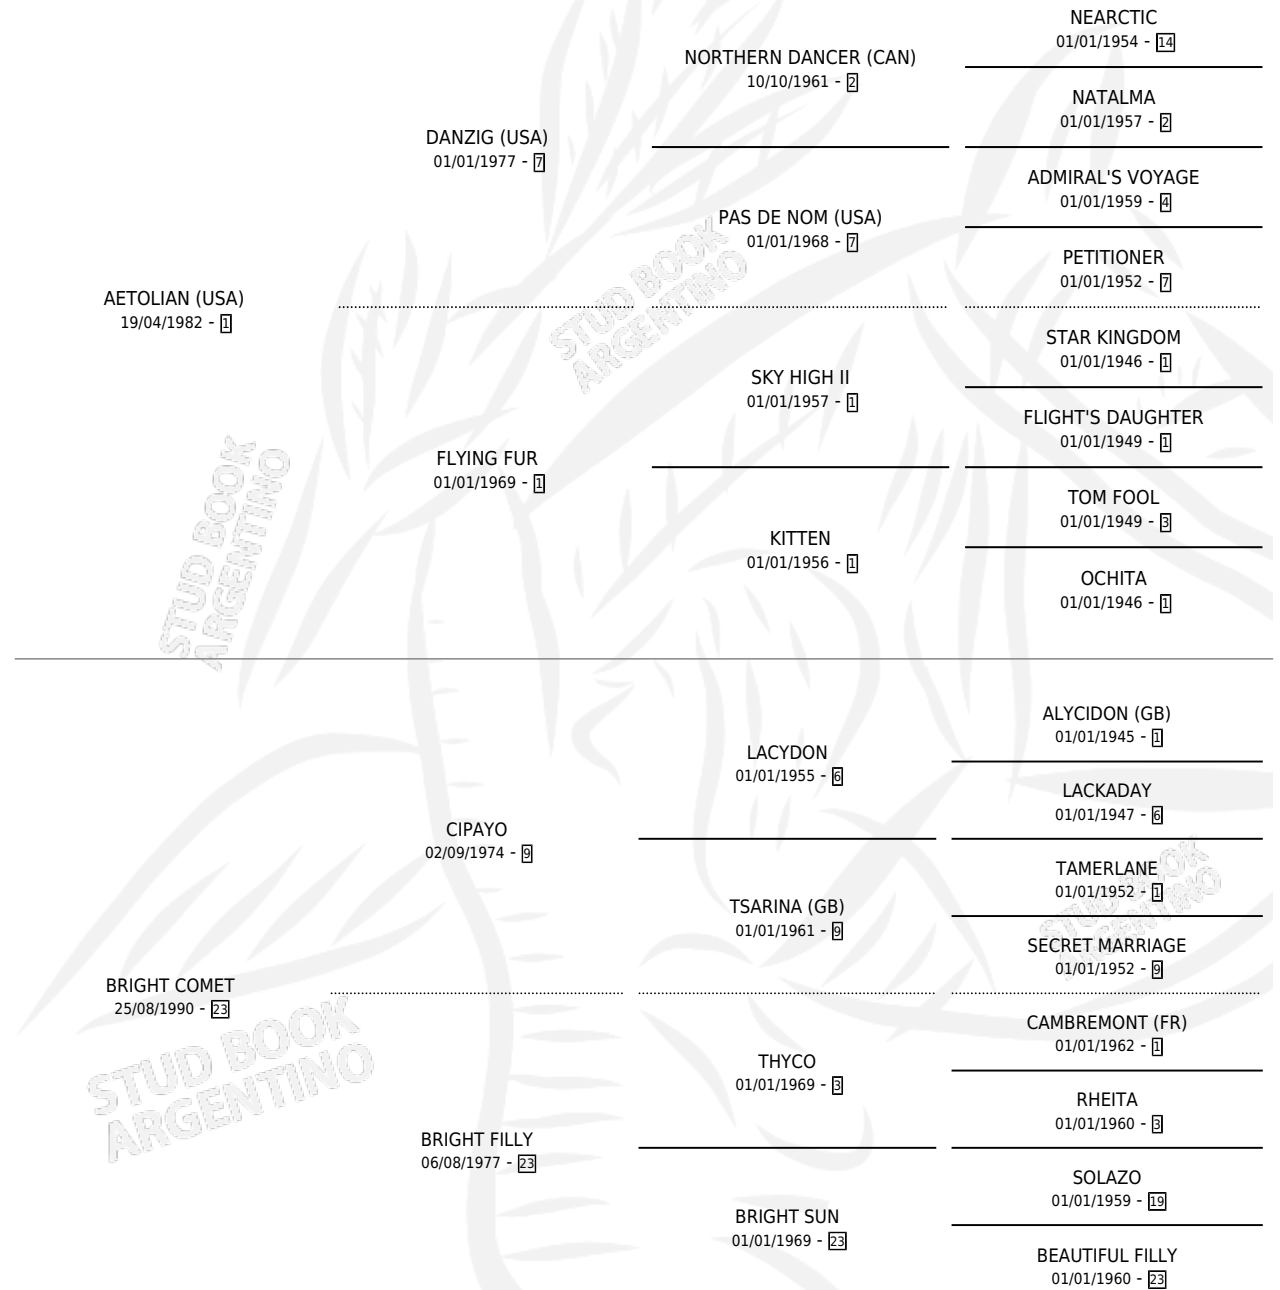 NEARCTIC
01/01/1954 - 14
NORTHERN DANCER (CAN)
10/10/1961 - 2
NATALMA
01/01/1957 - 2
DANZIG (USA)
01/01/1977 - 7
ADMIRAL'S VOYAGE
01/01/1959 - 4
PAS DE NOM (USA)
01/01/1968 - 7
PETITIONER
01/01/1952 - 7
AETOLIAN (USA)
19/04/1982 - 1
STUD BOOK
ARGENTINO
STAR KINGDOM
01/01/1946 - 1
SKY HIGH II
01/01/1957 - 1
FLIGHT'S DAUGHTER
01/01/1949 - 1
FLYING FUR
01/01/1969 - 1
TOM FOOL
01/01/1949 - 3
KITTEN
01/01/1956 - 1
OCHITA
01/01/1946 - 1
STUD BOOK
ARGENTINO
ALYCIDON (GB)
01/01/1945 - 1
LACYDON
01/01/1955 - 6
LACKADAY
01/01/1947 - 6
CIPAYO
02/09/1974 - 9
TAMERLANE
01/01/1952 - 1
TSARINA (GB)
01/01/1961 - 9
SECRET MARRIAGE
01/01/1952 - 9
STUD BOOK
ARGENTINO
BRIGHT COMET
25/08/1990 - 23
CAMBREMONT (FR)
01/01/1962 - 1
THYCO
01/01/1969 - 3
RHEITA
01/01/1960 - 3
STUD BOOK
ARGENTINO
BRIGHT FILLY
06/08/1977 - 23
SOLAZO
01/01/1959 - 19
BRIGHT SUN
01/01/1969 - 23
BEAUTIFUL FILLY
01/01/1960 - 23